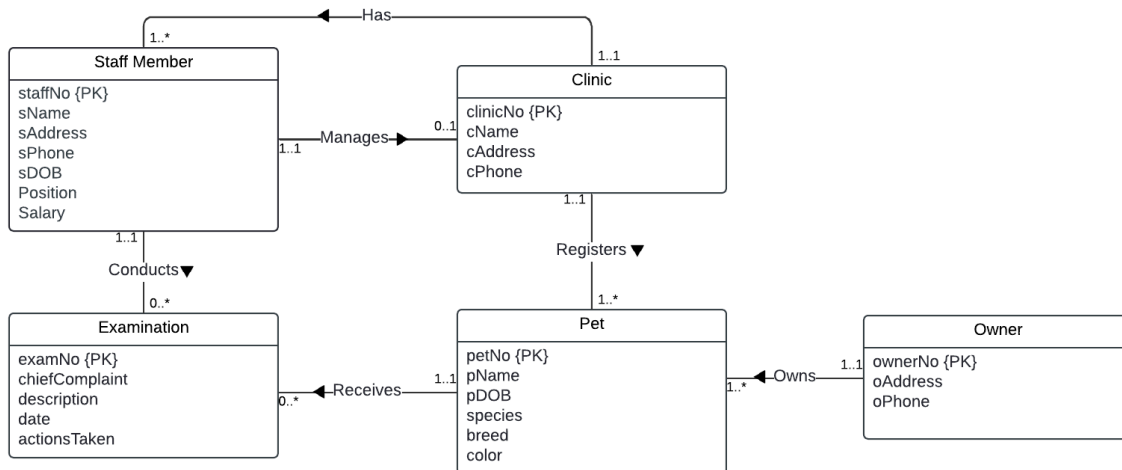 Has
1..*
1..1
Staff Member
staffNo {PK}
sName
sAddress
sPhone
sDOB
Position
Salary
Clinic
clinicNo {PK}
cName
cAddress
cPhone
1..1
Manages
0..1
1..1
Conducts
0..*
1..1
Registers
1..*
Examination
examNo {PK}
chiefComplaint
description
date
actionsTaken
0..*
Receives
1..1
Pet
petNo {PK}
pName
pDOB
species
breed
color
1..*
Owns
1..1
Owner
ownerNo {PK}
oAddress
oPhone